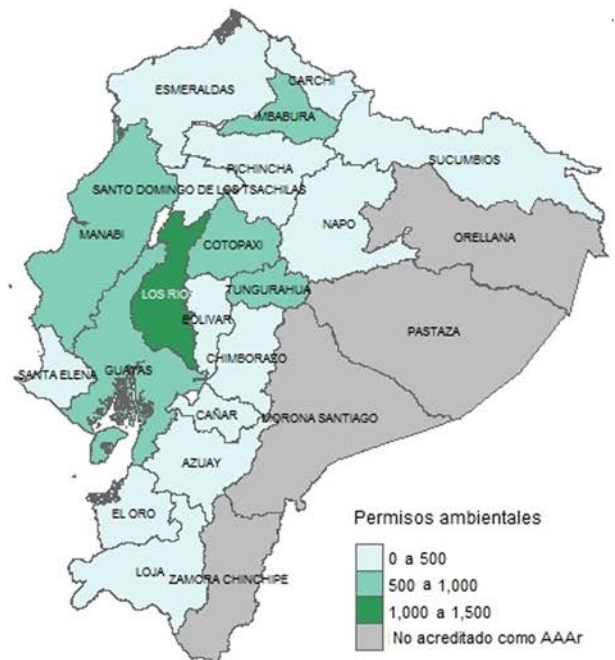 CARCHI
ESMERALDAS
IMBABURA
SUCUMBIOS
PICHINCHA
SANTO DOMINGO DE LOS TSACHILAS
NAPO
MANABI
COTOPAXI
ORELLANA
TUNGURAHUA
LOS RIO
BOLIVAR
PASTAZA
CHIMBORAZO
SANTA ELENA
GUAYAS
CAÑAR
MORONA SANTIAGO
AZUAY
EL ORO
LOJA
ZAMORA CHINCHIPE
Permisos ambientales
0 a 500
500 a 1,000
1,000 a 1,500
No acreditado como AAAr